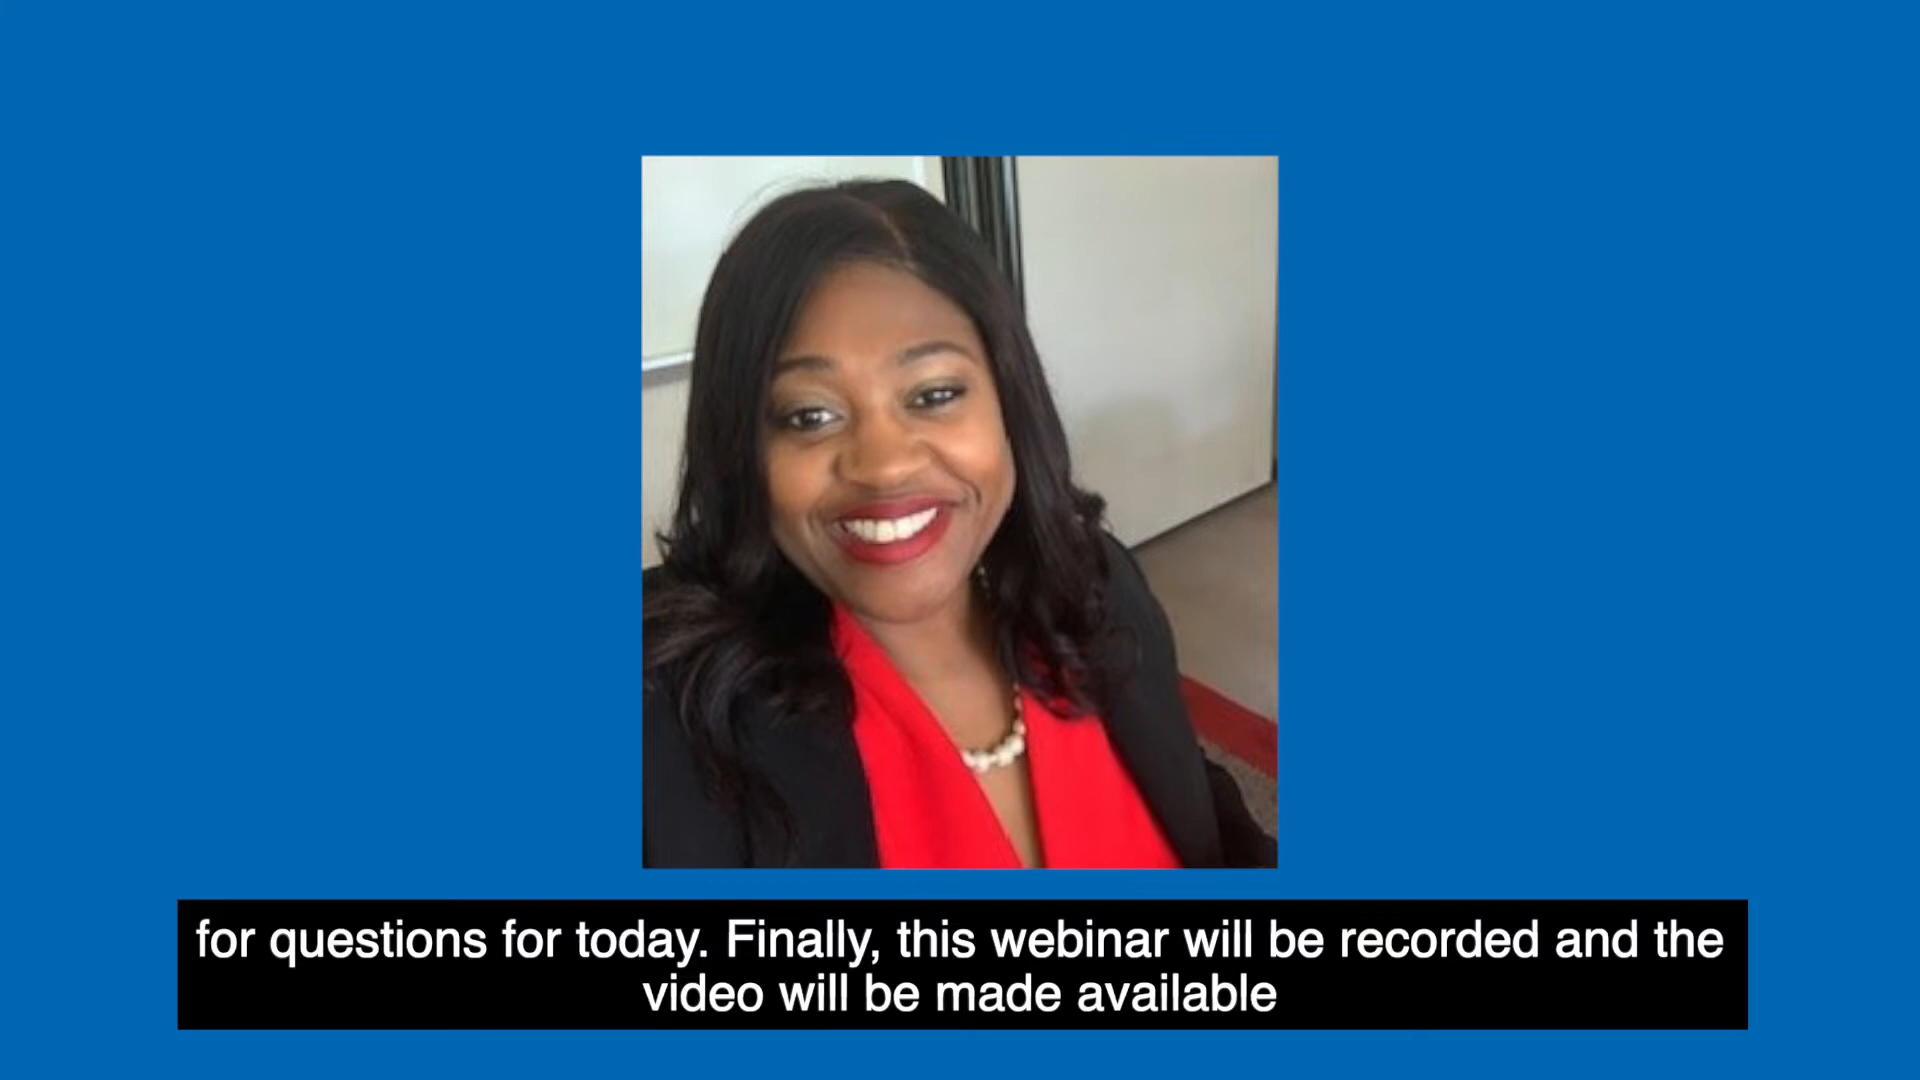 for questions for today. Finally, this webinar will be recorded and the
video will be made available